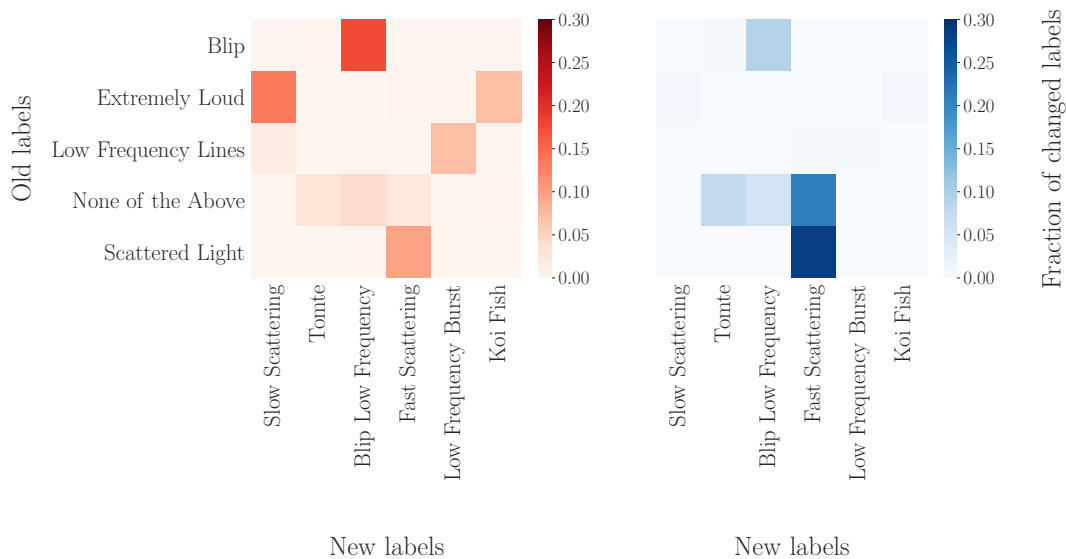 Old labels
Blip
Extremely Loud
Low Frequency Lines
None of the Above
Scattered Light
0.30
0.25
0.20
0.15
0.10
0.05
0.00
Slow Scattering
Tomte
Blip Low Frequency
Fast Scattering
Low Frequency Burst
Koi Fish
New labels
0.30
0.25
0.20
0.15
0.10
0.05
0.00
Fraction of changed labels
Slow Scattering
Tomte
Blip Low Frequency
Fast Scattering
Low Frequency Burst
Koi Fish
New labels